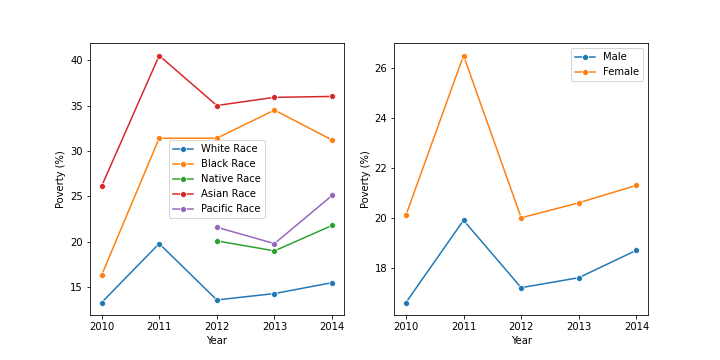 40
35
30
25
20
15
Poverty (%)
2010 2011 2012 2013 2014
Year
White Race
Black Race
Native Race
Asian Race
Pacific Race
26
24
22
20
18
Poverty (%)
2010 2011 2012 2013 2014
Year
Male
Female